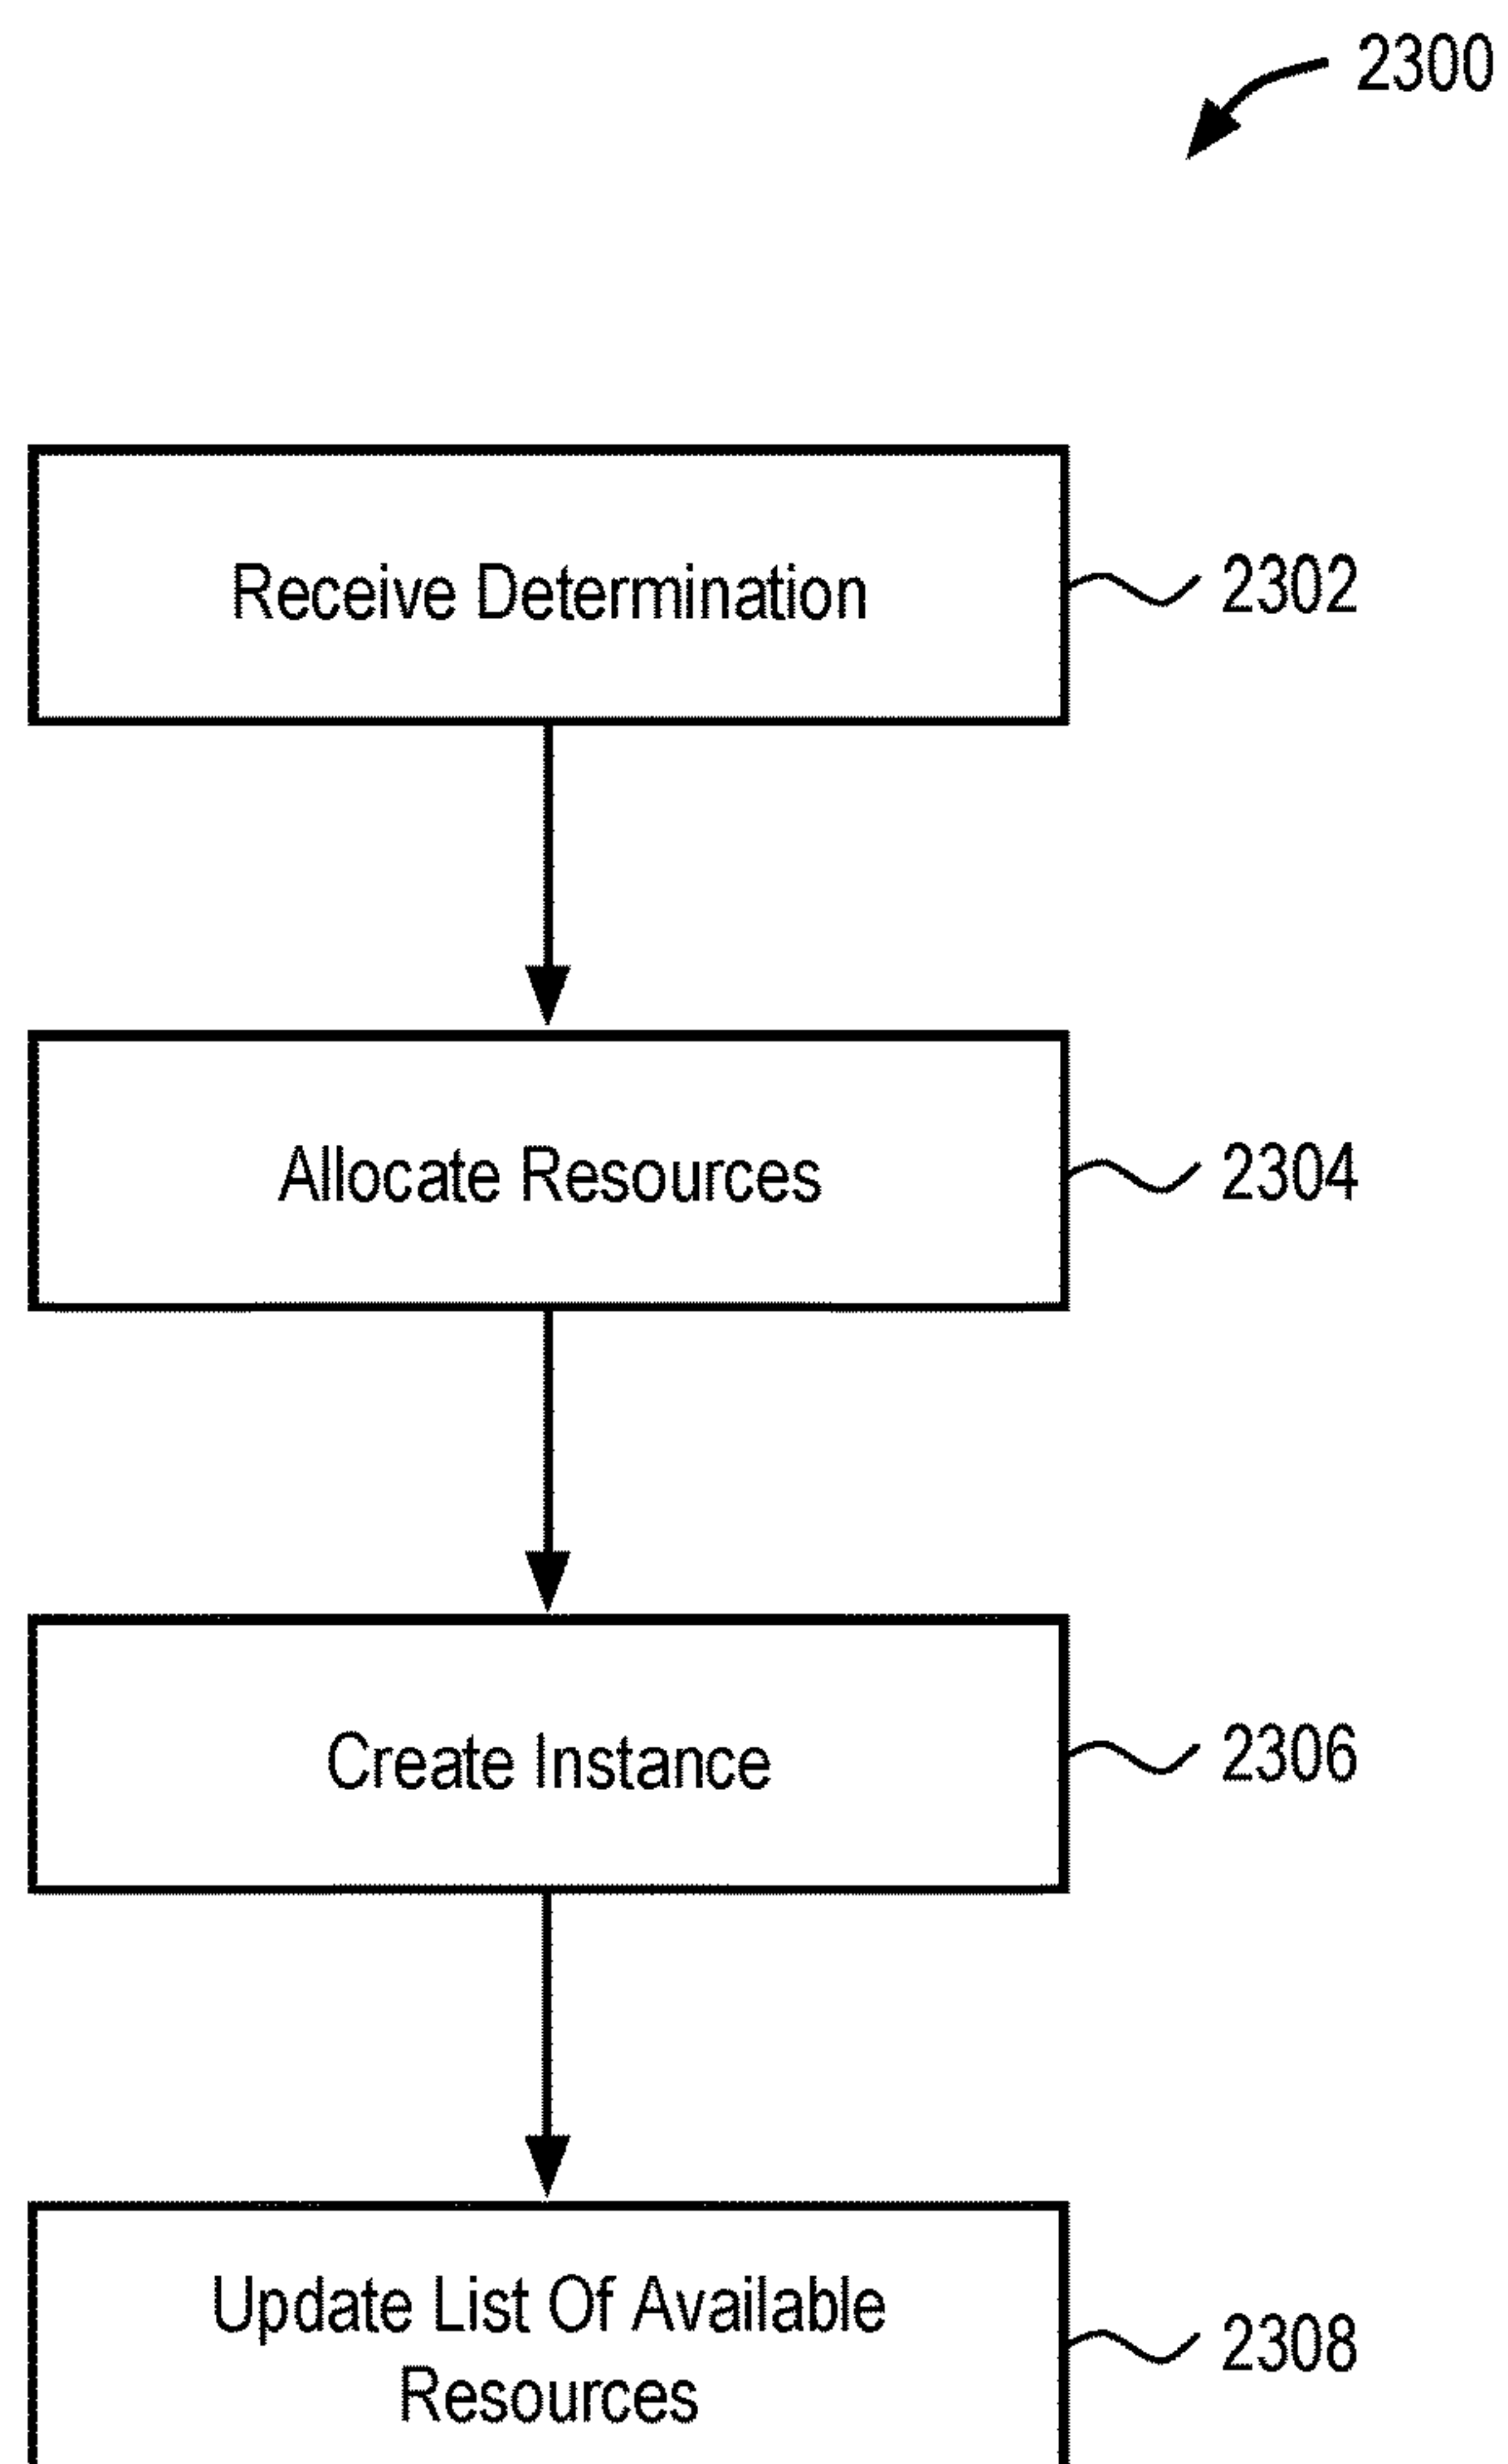 2300
Receive Determination
2302
Allocate Resources
2304
Create Instance
2306
Update List Of Available
Resources
2308